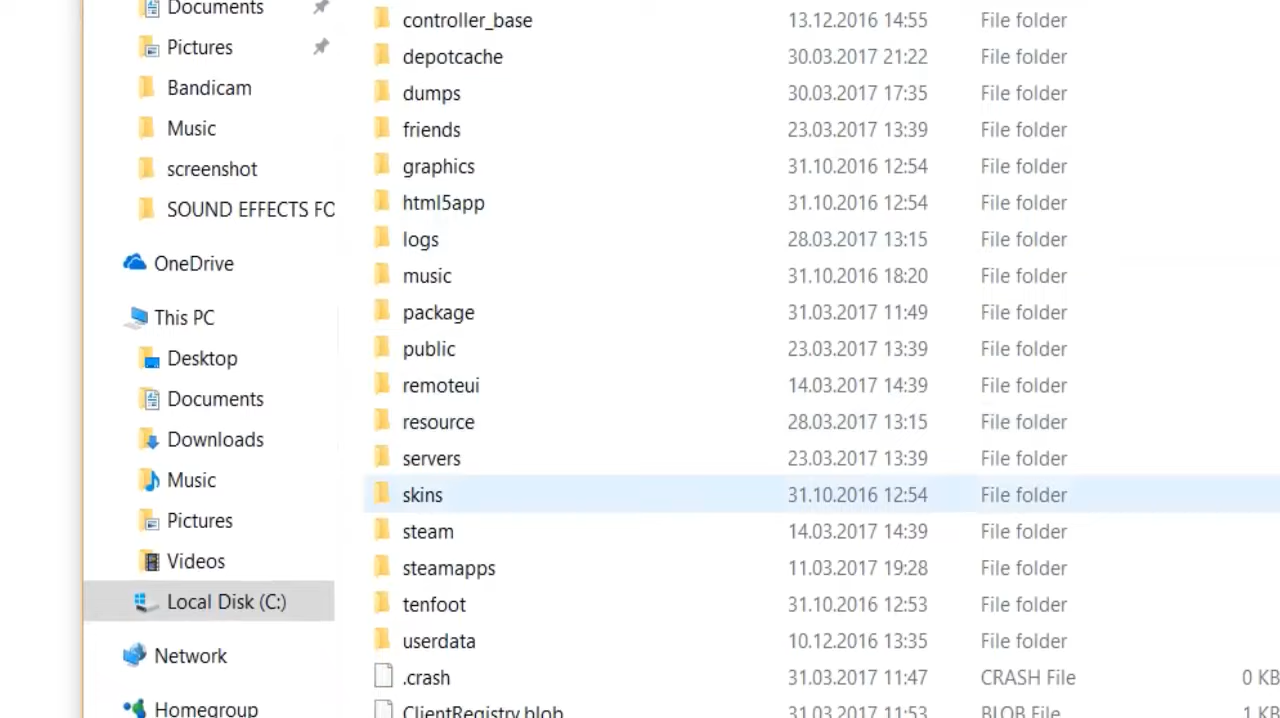 Documents
Pictures
Bandicam
Music
screenshot
SOUND EFFECTS FO
OneDrive
This PC
Desktop
Documents
Downloads
Music
Pictures
Videos
Local Disk (C:)
Network
Homegroup
controller_base 13.12.2016 14:55 File folder
depotcache 30.03.2017 21:22 File folder
dumps 30.03.2017 17:35 File folder
friends 23.03.2017 13:39 File folder
graphics 31.10.2016 12:54 File folder
html5app 31.10.2016 12:54 File folder
logs 28.03.2017 13:15 File folder
music 31.10.2016 18:20 File folder
package 31.03.2017 11:49 File folder
public 23.03.2017 13:39 File folder
remoteui 14.03.2017 14:39 File folder
resource 28.03.2017 13:15 File folder
servers 23.03.2017 13:39 File folder
skins 31.10.2016 12:54 File folder
steam 14.03.2017 14:39 File folder
steamapps 11.03.2017 19:28 File folder
tenfoot 31.10.2016 12:53 File folder
userdata 10.12.2016 13:35 File folder
.crash 31.03.2017 11:47 CRASH File 0 KB
ClientRegistry.blob 31.03.2017 11:53 BLOB File 1 KB